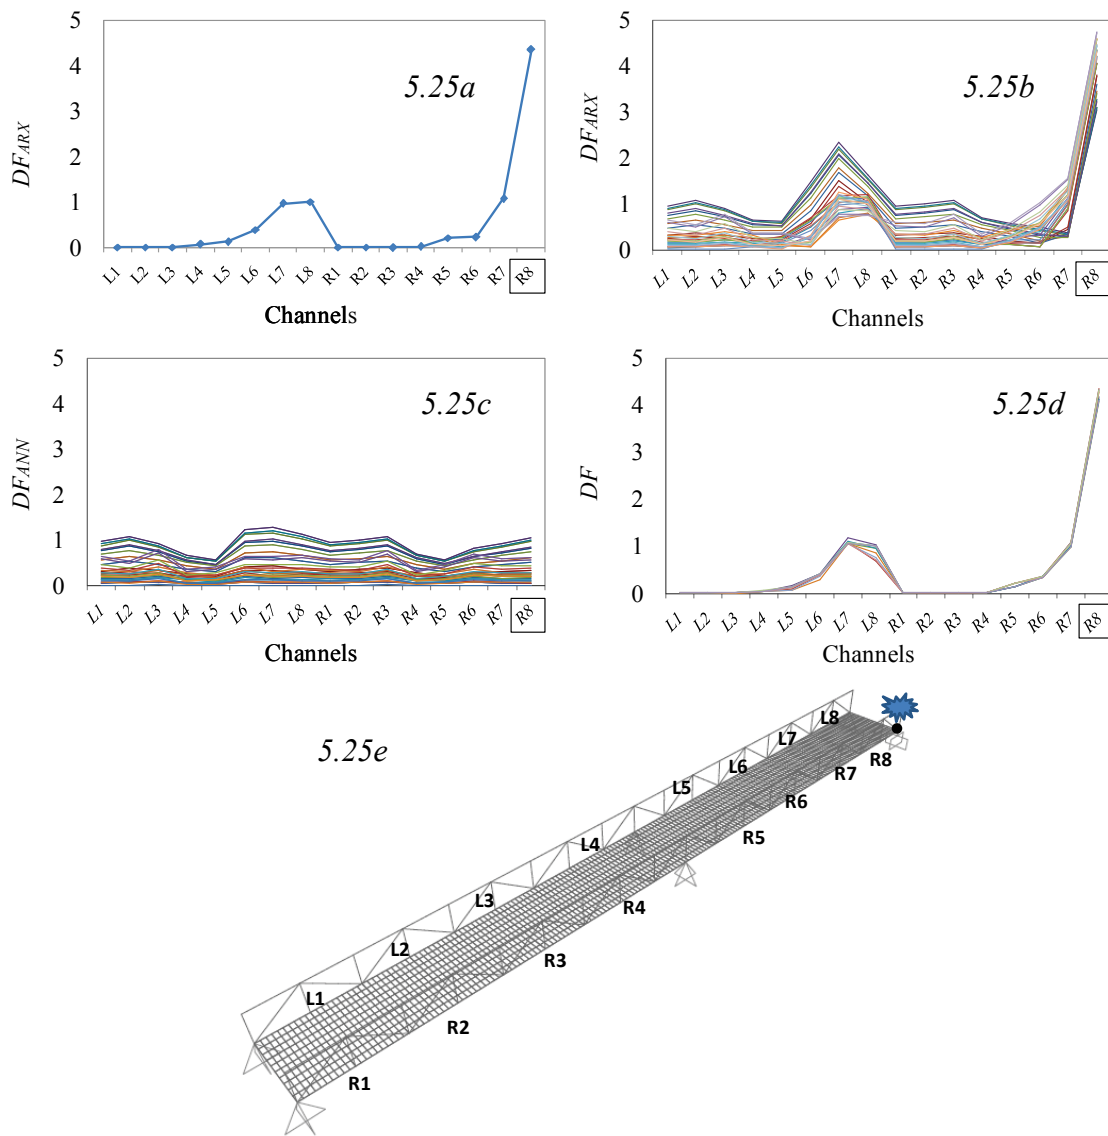 5
4
3
2
1
0
DFARX
5.25a
L1 L2 L3 L4 L5 L6 L7 L8 R1 R2 R3 R4 R5 R6 R7 R8
Channels
5
4
3
2
1
0
DFARX
5.25b
L1 L2 L3 L4 L5 L6 L7 L8 R1 R2 R3 R4 R5 R6 R7 R8
Channels
5
4
3
2
1
0
DFANN
5.25c
L1 L2 L3 L4 L5 L6 L7 L8 R1 R2 R3 R4 R5 R6 R7 R8
Channels
5
4
3
2
1
0
DF
5.25d
L1 L2 L3 L4 L5 L6 L7 L8 R1 R2 R3 R4 R5 R6 R7 R8
Channels
5.25e
L8
L7
R8
L6
R7
L5
R6
R5
L4
L3
R4
L2
R3
L1
R2
R1